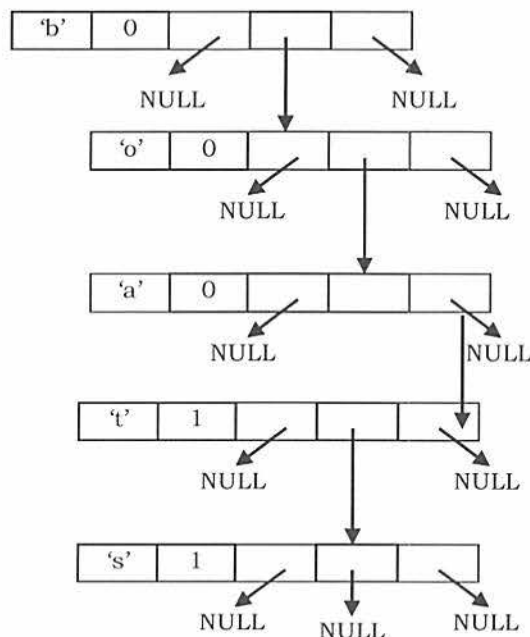 ‘b’ 0
NULL NULL
‘o’ 0
NULL NULL
‘a’ 0
NULL NULL
‘t’ 1
NULL NULL
‘s’ 1
NULL NULL NULL